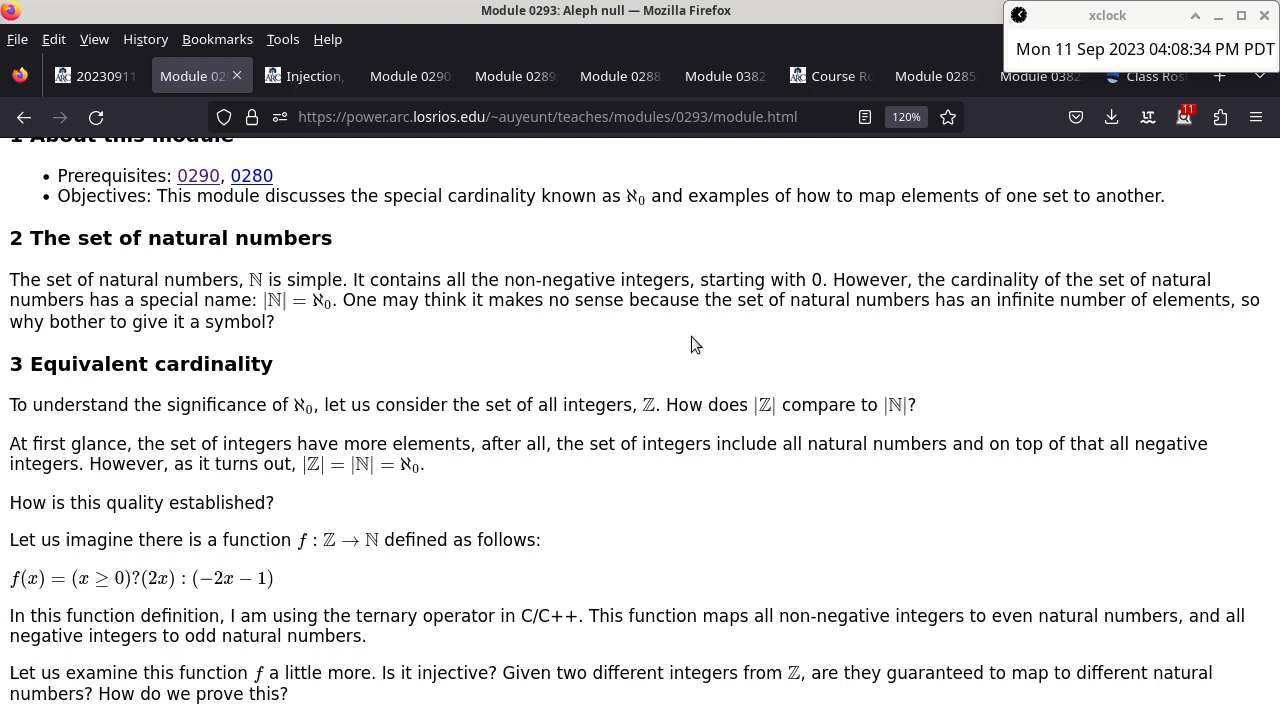 Module 0293: Aleph null — Mozilla Firefox
xclock
File Edit View History Bookmarks Tools Help
Mon 11 Sep 2023 04:08:34 PM PDT
20230911 Module 029 Injection, Module 0290 Module 0289 Module 0288 Module 0382 Course Ro Module 0285 Module 0382 Class Rost
https://power.arc.losrios.edu/~auyeunt/teaches/modules/0293/module.html 120% 11
1 About this module
• Prerequisites: 0290, 0280
• Objectives: This module discusses the special cardinality known as ℵ₀ and examples of how to map elements of one set to another.
2 The set of natural numbers
The set of natural numbers, ℕ is simple. It contains all the non-negative integers, starting with 0. However, the cardinality of the set of natural
numbers has a special name: |ℕ| = ℵ₀. One may think it makes no sense because the set of natural numbers has an infinite number of elements, so
why bother to give it a symbol?
3 Equivalent cardinality
To understand the significance of ℵ₀, let us consider the set of all integers, ℤ. How does |ℤ| compare to |ℕ|?
At first glance, the set of integers have more elements, after all, the set of integers include all natural numbers and on top of that all negative
integers. However, as it turns out, |ℤ| = |ℕ| = ℵ₀.
How is this quality established?
Let us imagine there is a function f : ℤ → ℕ defined as follows:
f(x) = (x ≥ 0)?(2x) : (−2x − 1)
In this function definition, I am using the ternary operator in C/C++. This function maps all non-negative integers to even natural numbers, and all
negative integers to odd natural numbers.
Let us examine this function f a little more. Is it injective? Given two different integers from ℤ, are they guaranteed to map to different natural
numbers? How do we prove this?